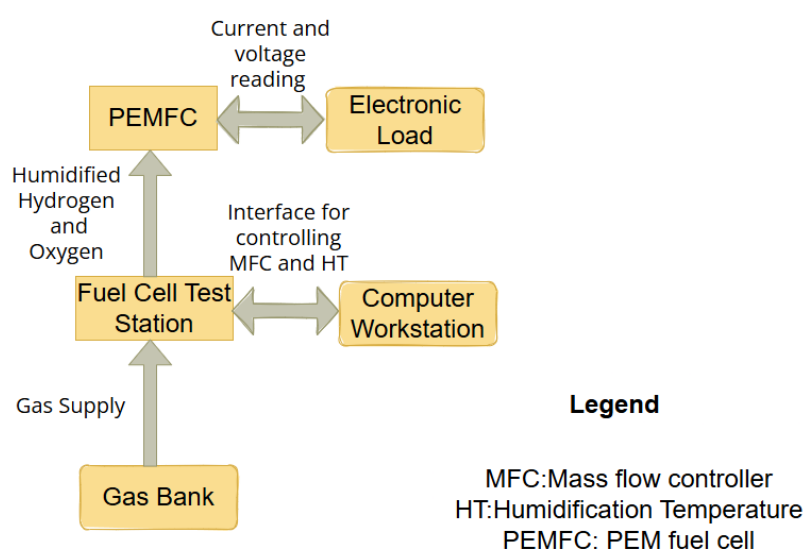 Current and
voltage
reading
PEMFC
Electronic
Load
Humidified
Hydrogen
and
Oxygen
Interface for
controlling
MFC and HT
Fuel Cell Test
Station
Computer
Workstation
Gas Supply
Gas Bank
Legend
MFC:Mass flow controller
HT:Humidification Temperature
PEMFC: PEM fuel cell